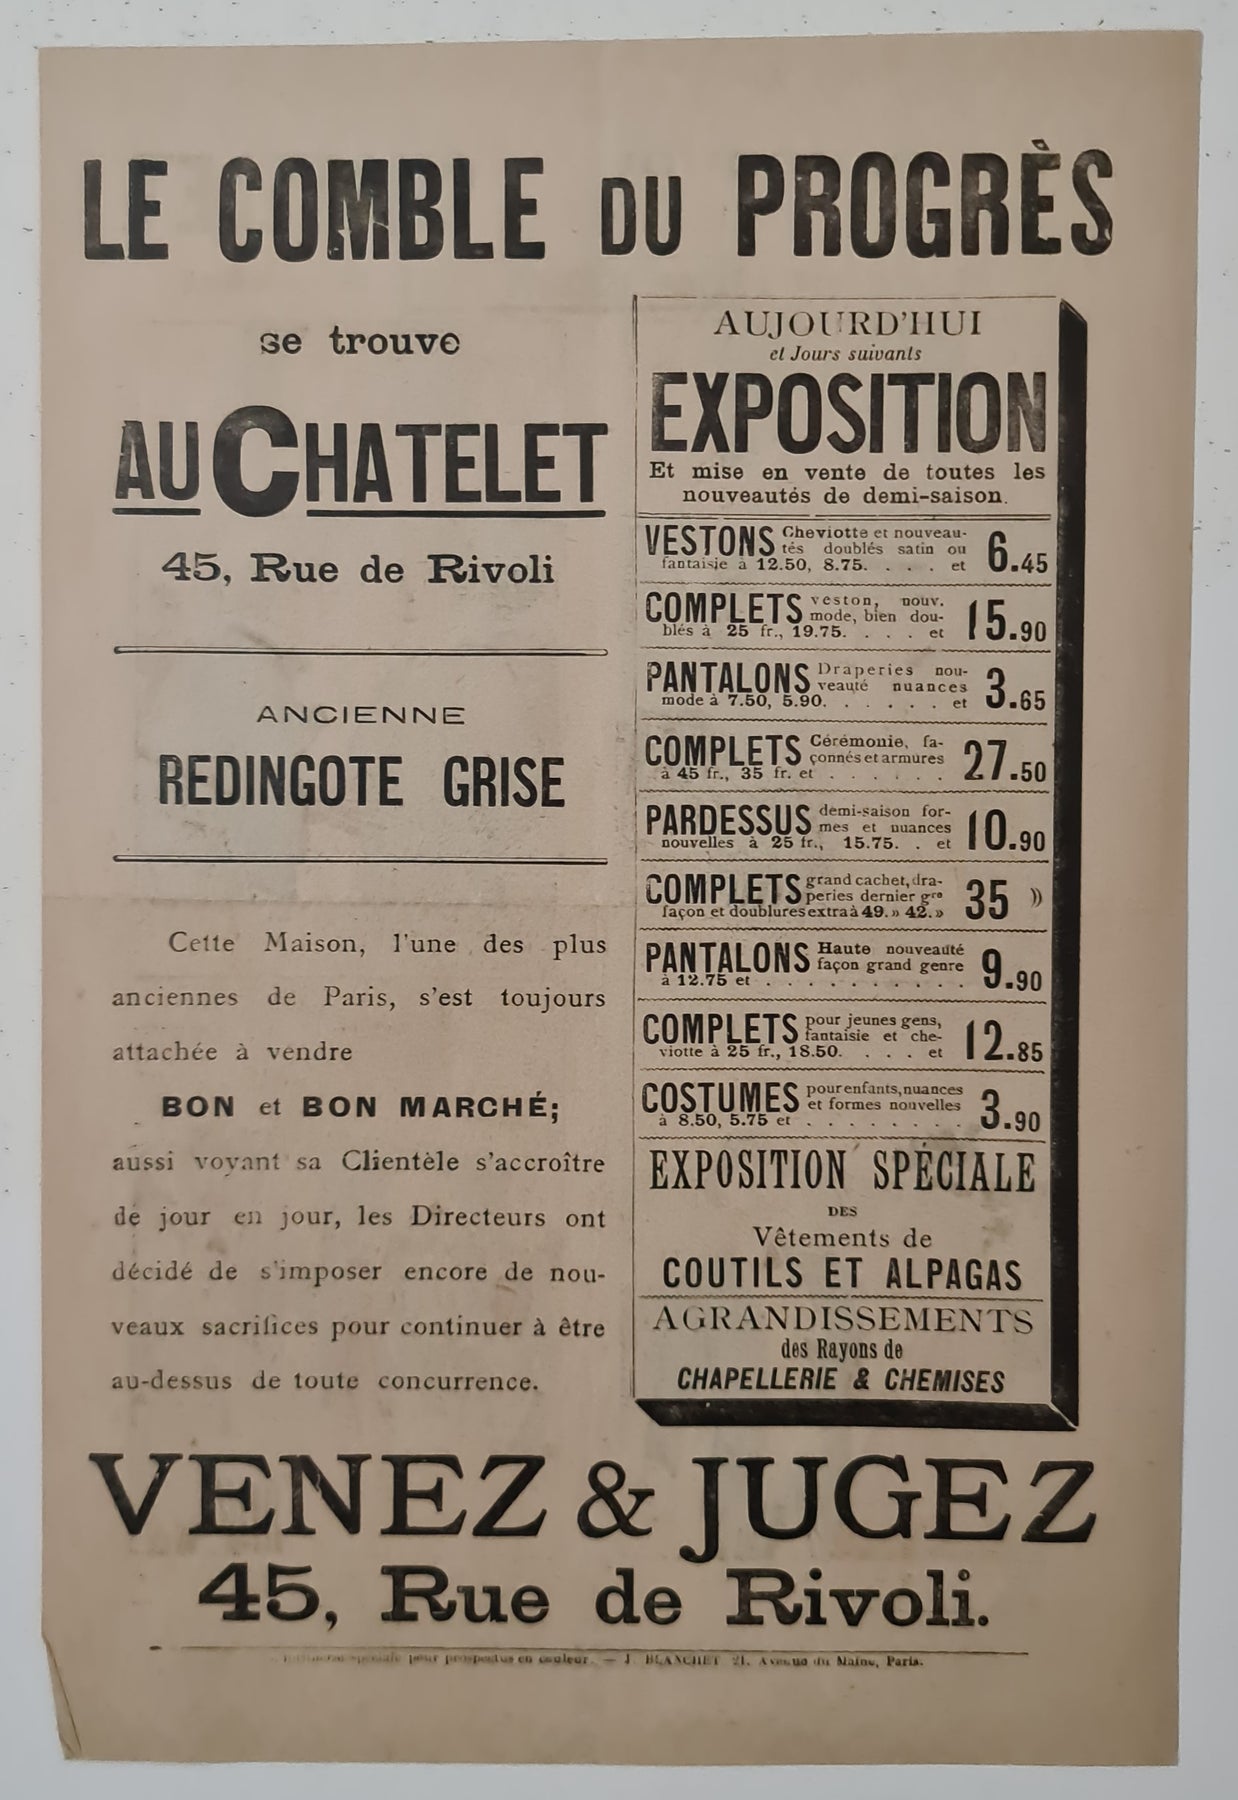 LE COMBLE DU PROGRÈS
se trouve
AU CHATELET
45, Rue de Rivoli
ANCIENNE
REDINGOTE GRISE
Cette Maison, l'une des plus
anciennes de Paris, s'est toujours
attachée à vendre
BON et BON MARCHÉ;
aussi voyant sa Clientèle s'accroître
de jour en jour, les Directeurs ont
décidé de s'imposer encore de nou-
veaux sacrifices pour continuer à être
au-dessus de toute concurrence.
AUJOURD'HUI
et Jours suivants
EXPOSITION
Et mise en vente de toutes les
nouveautés de demi-saison.
VESTONS Cheviotte et nouveau-
tés doublés satin ou
fantaisie à 12.50, 8.75. . . . et 6.45
COMPLETS veston, nouv.
mode, bien dou-
blés à 25 fr., 19.75. . . . et 15.90
PANTALONS Draperies nou-
veauté nuances
mode à 7.50, 5.90. . . . . . et 3.65
COMPLETS Cérémonie, fa-
çonnés et armures
à 45 fr., 35 fr. et . . . . . . 27.50
PARDESSUS demi-saison for-
mes et nuances
nouvelles à 25 fr., 15.75. . et 10.90
COMPLETS grand cachet, dra-
peries dernier gre
façon et doublures extra à 49.» 42.» 35 »
PANTALONS Haute nouveauté
façon grand genre
à 12.75 et . . . . . . . . . . 9.90
COMPLETS pour jeunes gens,
fantaisie et che-
viotte à 25 fr., 18.50. . . . et 12.85
COSTUMES pour enfants, nuances
et formes nouvelles
à 8.50, 5.75 et . . . . . . . . 3.90
EXPOSITION SPÉCIALE
DES
Vêtements de
COUTILS ET ALPAGAS
AGRANDISSEMENTS
des Rayons de
CHAPELLERIE & CHEMISES
VENEZ & JUGEZ
45, Rue de Rivoli.
spéciale pour prospectus en couleur. — J. BLANCHET 21, Avenue du Maine, Paris.